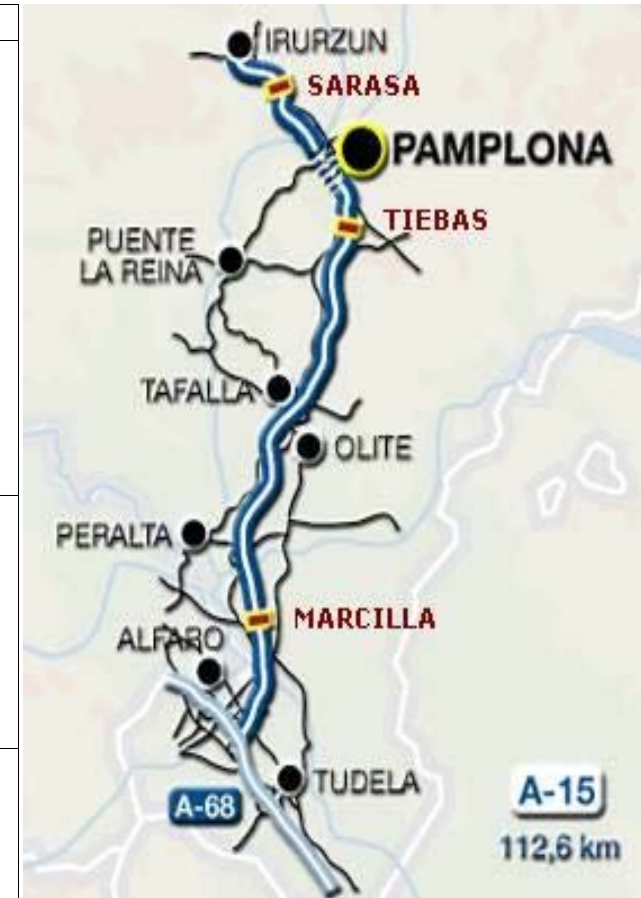 IRURZUN
SARASA
PAMPLONA
TIEBAS
PUENTE
LA REINA
TAFALLA
OLITE
PERALTA
MARCILLA
ALFARO
TUDELA
A-68
A-15
112,6 km